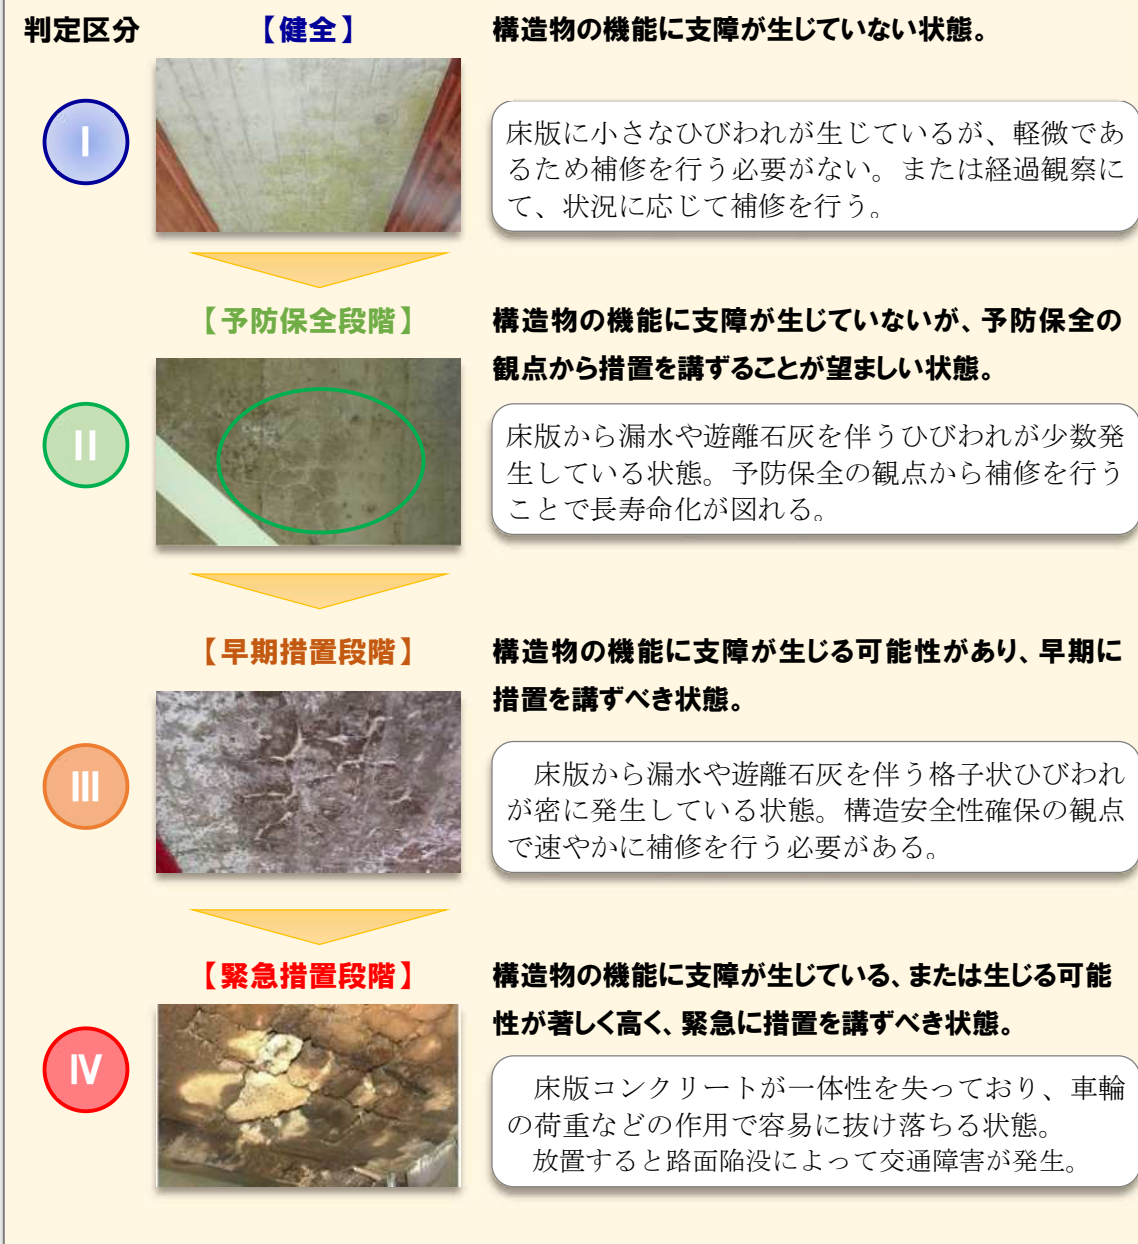 判定区分
【健全】
構造物の機能に支障が生じていない状態。
Ⅰ
床版に小さなひびわれが生じているが、軽微であ
るため補修を行う必要がない。または経過観察に
て、状況に応じて補修を行う。
【予防保全段階】
構造物の機能に支障が生じていないが、予防保全の
観点から措置を講ずることが望ましい状態。
Ⅱ
床版から漏水や遊離石灰を伴うひびわれが少数発
生している状態。予防保全の観点から補修を行う
ことで長寿命化が図れる。
【早期措置段階】
構造物の機能に支障が生じる可能性があり、早期に
措置を講ずべき状態。
Ⅲ
床版から漏水や遊離石灰を伴う格子状ひびわれ
が密に発生している状態。構造安全性確保の観点
で速やかに補修を行う必要がある。
【緊急措置段階】
構造物の機能に支障が生じている、または生じる可能
性が著しく高く、緊急に措置を講ずべき状態。
Ⅳ
床版コンクリートが一体性を失っており、車輪
の荷重などの作用で容易に抜け落ちる状態。
放置すると路面陥没によって交通障害が発生。